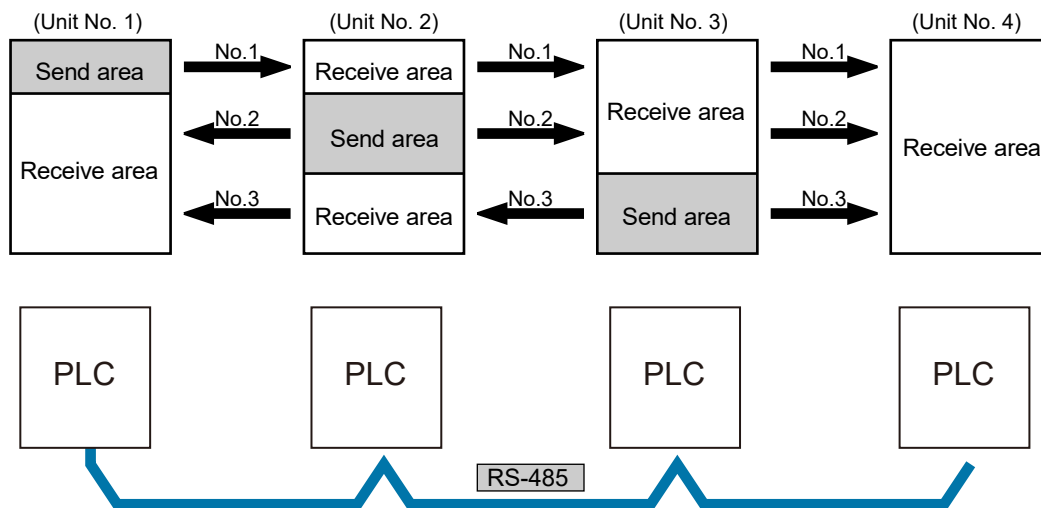 (Unit No. 1)
(Unit No. 2)
(Unit No. 3)
(Unit No. 4)
Send area
No.1
Receive area
No.1
Receive area
No.1
Receive area
Receive area
No.2
Send area
No.2
No.2
No.3
Receive area
No.3
Send area
No.3
PLC
PLC
PLC
PLC
RS-485